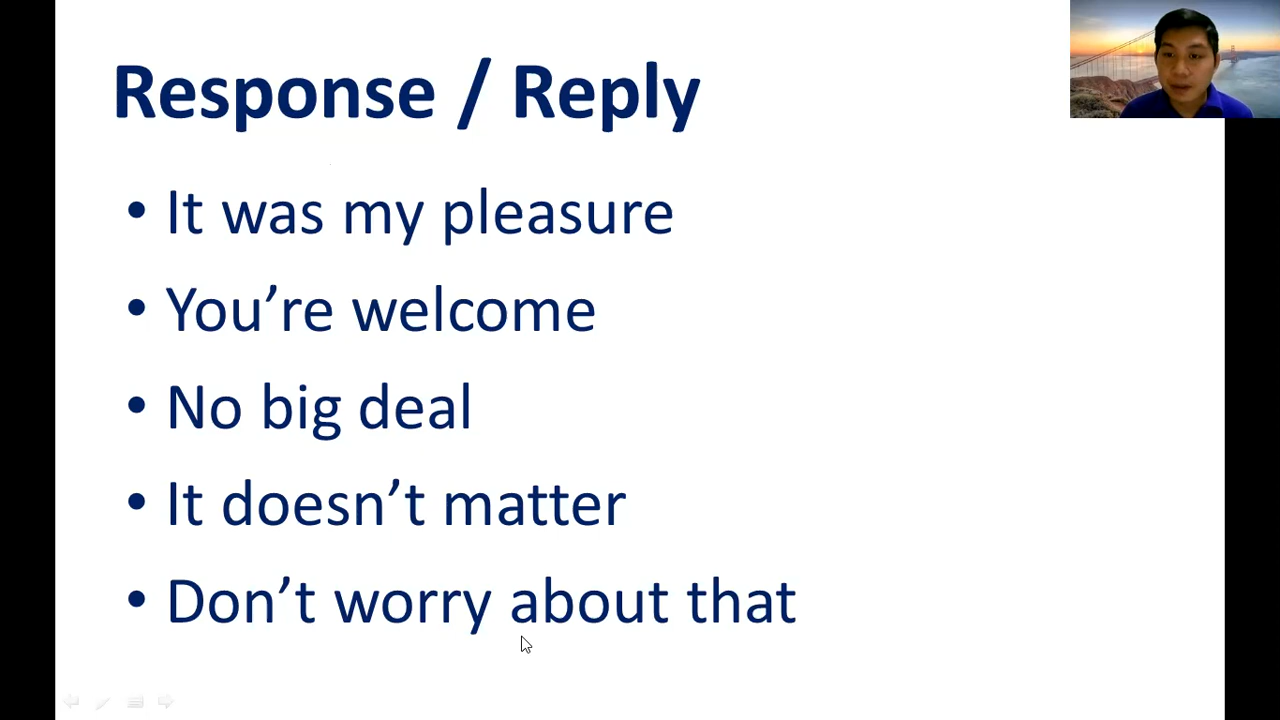 Response / Reply
• It was my pleasure
• You’re welcome
• No big deal
• It doesn’t matter
• Don’t worry about that